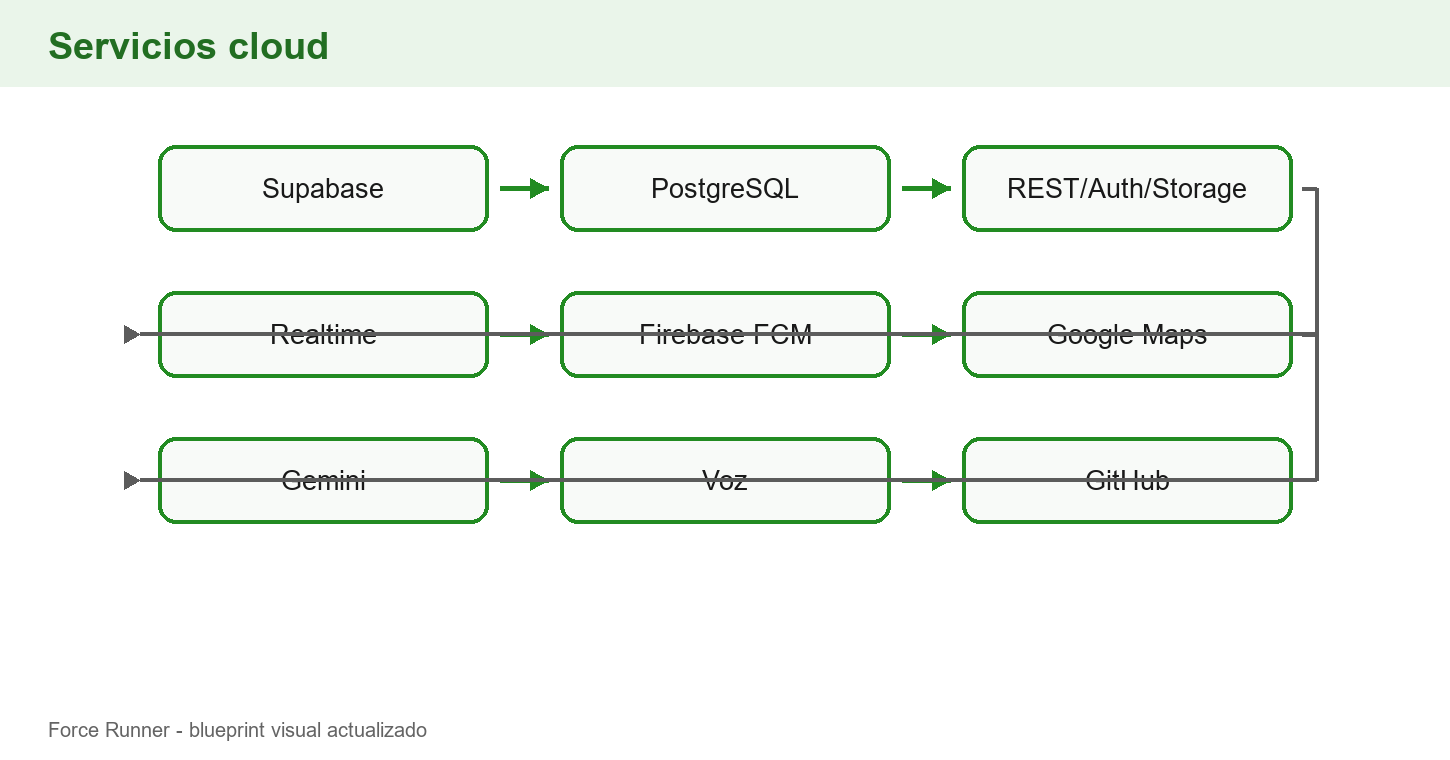 Servicios cloud
Supabase
PostgreSQL
REST/Auth/Storage
Realtime
Firebase FCM
Google Maps
Gemini
Voz
GitHub
Force Runner - blueprint visual actualizado